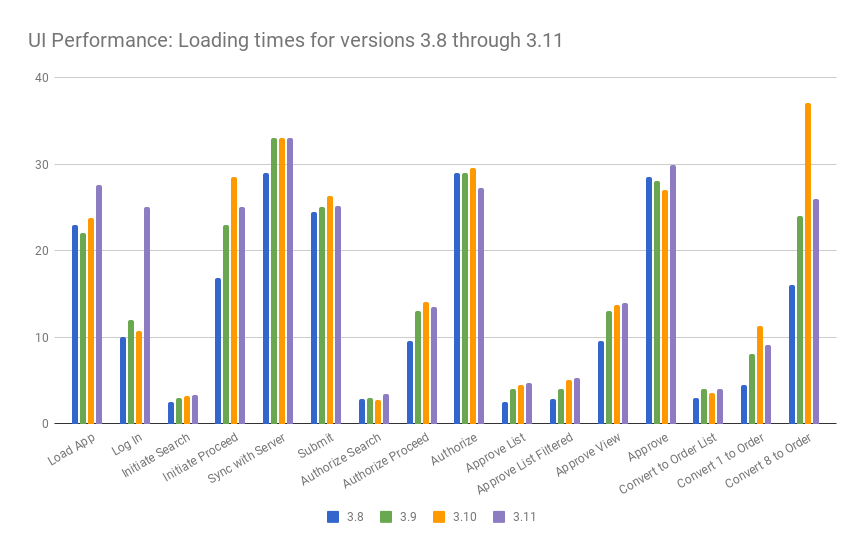 UI Performance: Loading times for versions 3.8 through 3.11
40
30
20
10
0
Load App
Log In
Initiate Search
Initiate Proceed
Sync with Server
Submit
Authorize Search
Authorize Proceed
Authorize
Approve List
Approve List Filtered
Approve View
Approve
Convert to Order List
Convert 1 to Order
Convert 8 to Order
3.8 3.9 3.10 3.11